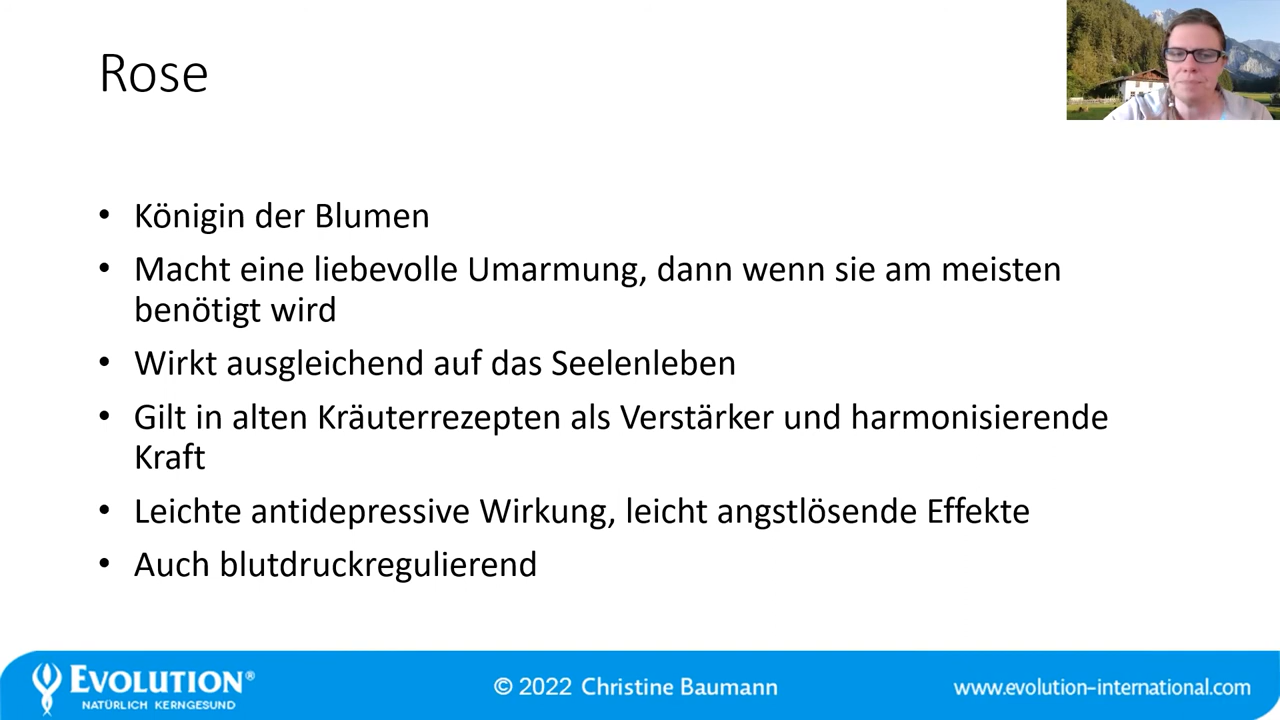 Rose
• Königin der Blumen
• Macht eine liebevolle Umarmung, dann wenn sie am meisten
benötigt wird
• Wirkt ausgleichend auf das Seelenleben
• Gilt in alten Kräuterrezepten als Verstärker und harmonisierende
Kraft
• Leichte antidepressive Wirkung, leicht angstlösende Effekte
• Auch blutdruckregulierend
EVOLUTION®
NATÜRLICH KERNGESUND
© 2022 Christine Baumann
www.evolution-international.com